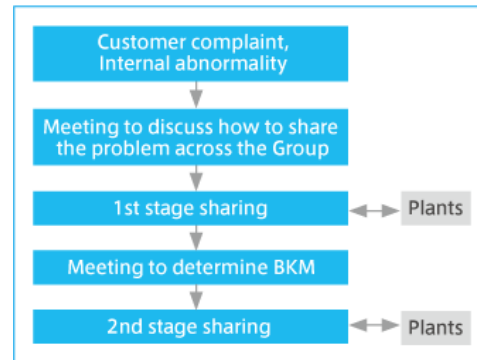 Customer complaint,
Internal abnormality
Meeting to discuss how to share
the problem across the Group
1st stage sharing
Plants
Meeting to determine BKM
2nd stage sharing
Plants